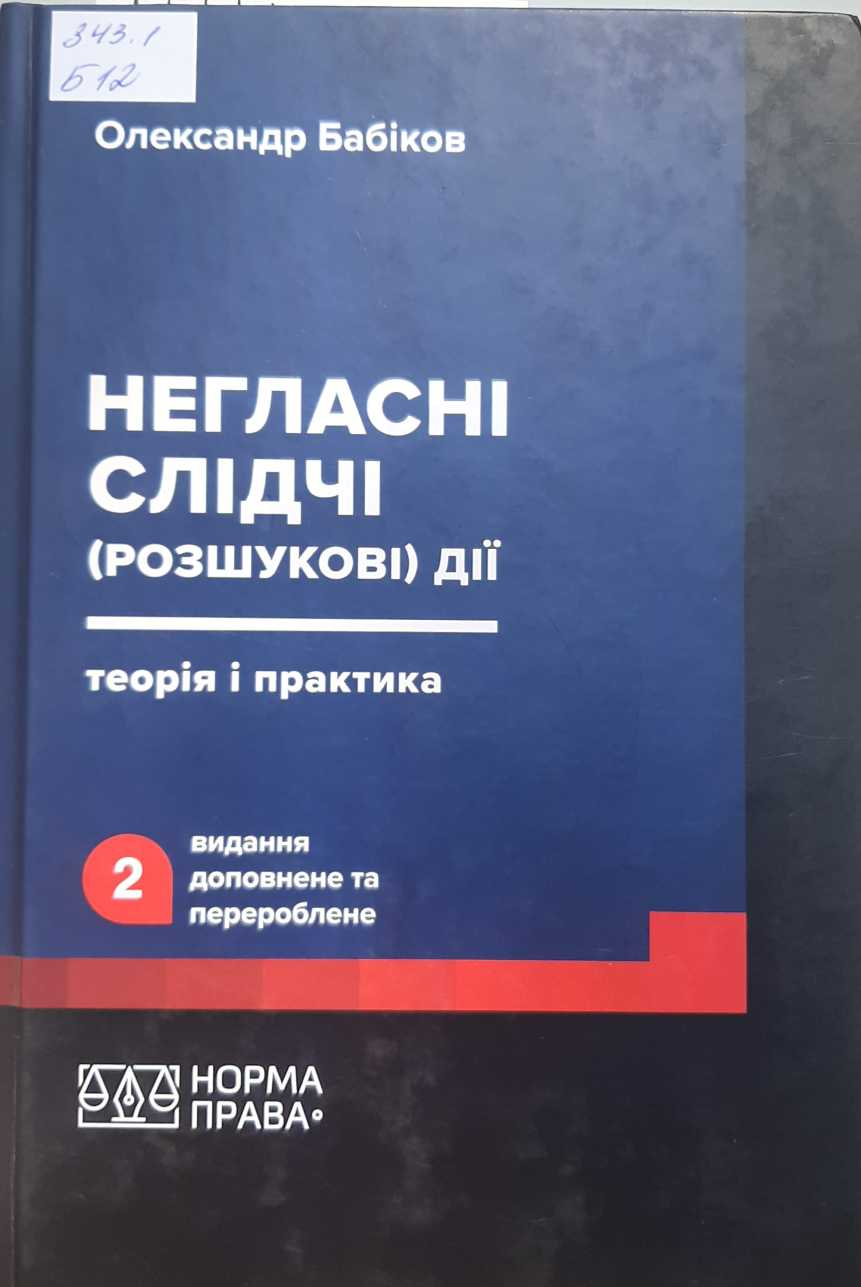 343.1
Б12
Олександр Бабіков
НЕГЛАСНІ
СЛІДЧІ
(РОЗШУКОВІ) ДІЇ
теорія і практика
2
видання
доповнене та
перероблене
НОРМА
ПРАВА